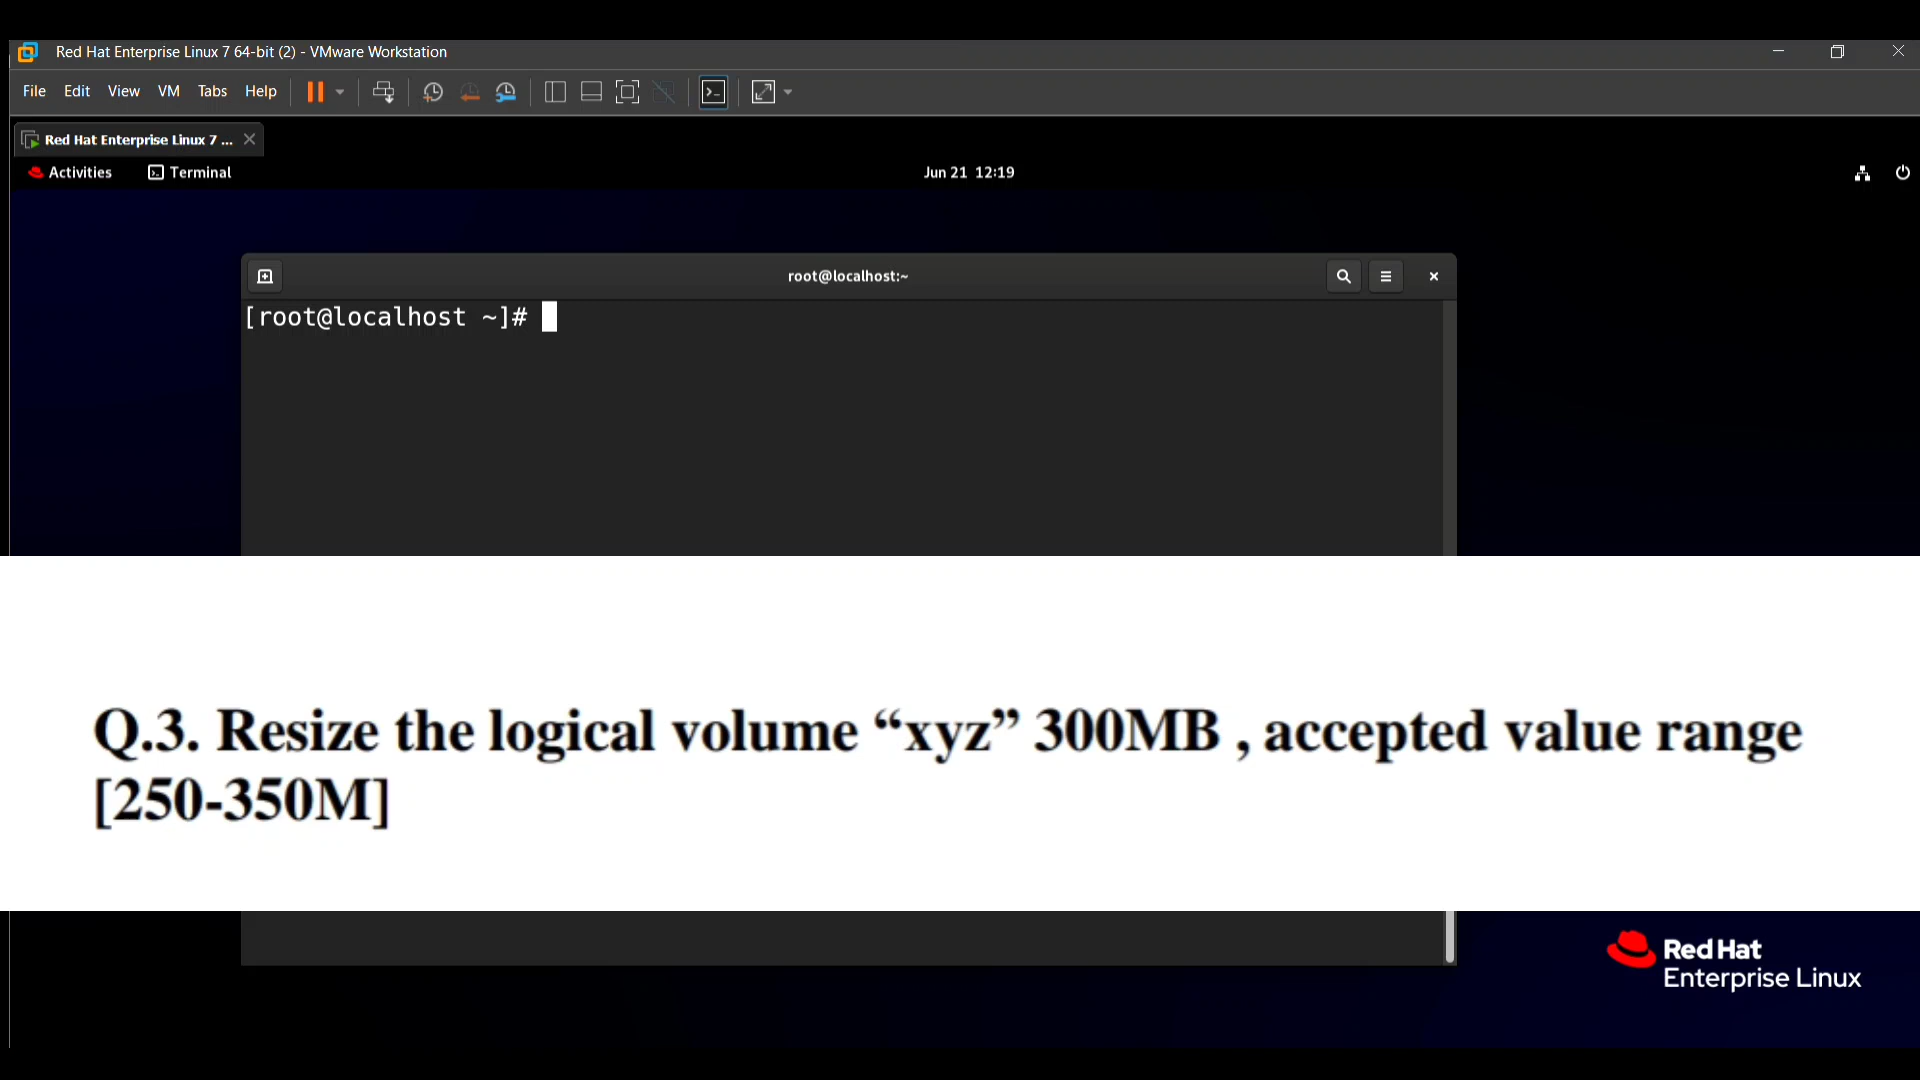 Red Hat Enterprise Linux 7 64-bit (2) - VMware Workstation
File Edit View VM Tabs Help
Red Hat Enterprise Linux 7 ...
Activities Terminal Jun 21 12:19
root@localhost:~
[root@localhost ~]#
Q.3. Resize the logical volume “xyz” 300MB , accepted value range
[250-350M]
Red Hat
Enterprise Linux